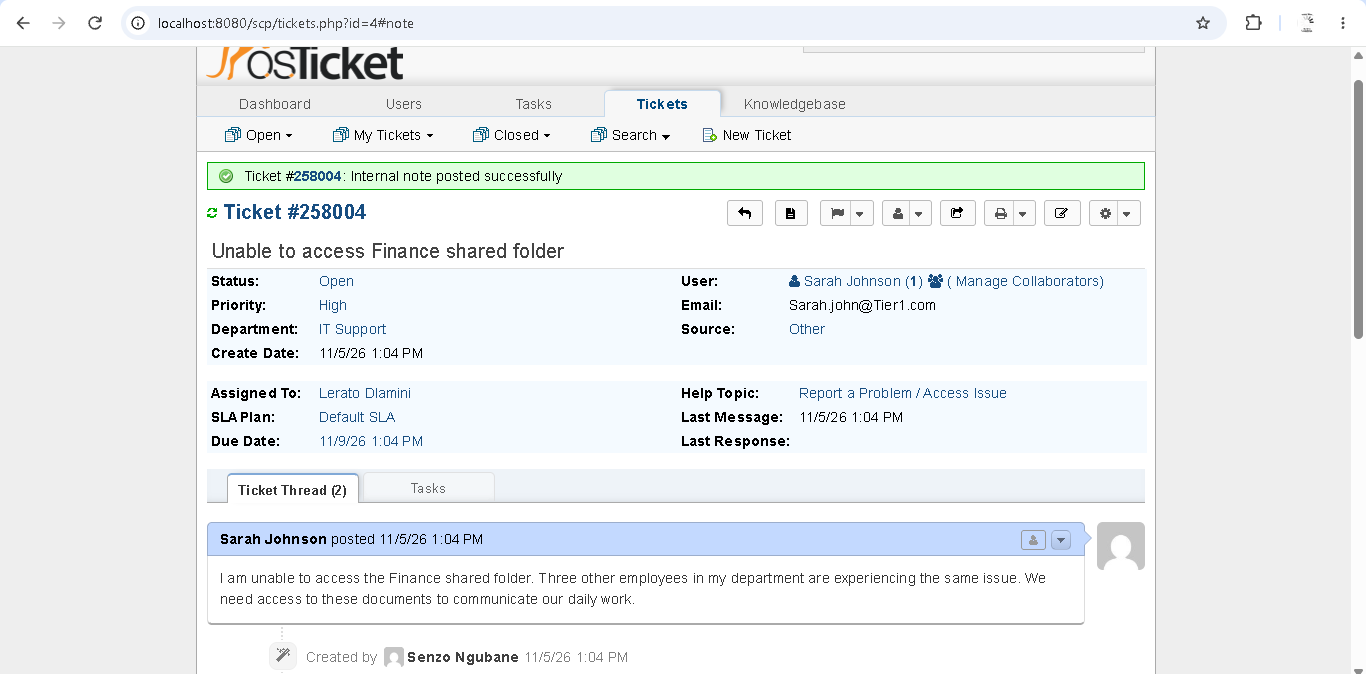 localhost:8080/scp/tickets.php?id=4#note
osTicket
Dashboard Users Tasks Tickets Knowledgebase
Open My Tickets Closed Search New Ticket
Ticket #258004: Internal note posted successfully
Ticket #258004
Unable to access Finance shared folder
Status: Open User: Sarah Johnson (1) ( Manage Collaborators)
Priority: High Email: Sarah.john@Tier1.com
Department: IT Support Source: Other
Create Date: 11/5/26 1:04 PM
Assigned To: Lerato Dlamini Help Topic: Report a Problem / Access Issue
SLA Plan: Default SLA Last Message: 11/5/26 1:04 PM
Due Date: 11/9/26 1:04 PM Last Response:
Ticket Thread (2) Tasks
Sarah Johnson posted 11/5/26 1:04 PM
I am unable to access the Finance shared folder. Three other employees in my department are experiencing the same issue. We
need access to these documents to communicate our daily work.
Created by Senzo Ngubane 11/5/26 1:04 PM